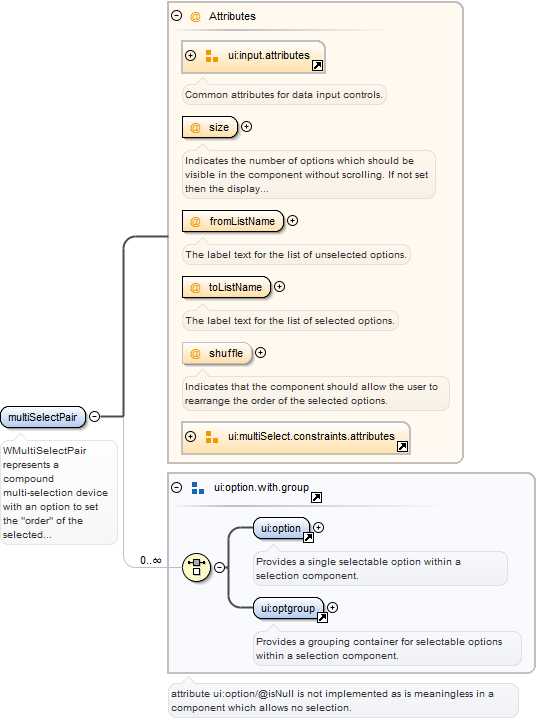 @ Attributes
ui:input.attributes
Common attributes for data input controls.
@ size
Indicates the number of options which should be
visible in the component without scrolling. If not set
then the display...
@ fromListName
The label text for the list of unselected options.
@ toListName
The label text for the list of selected options.
@ shuffle
Indicates that the component should allow the user to
rearrange the order of the selected options.
ui:multiSelect.constraints.attributes
multiSelectPair
WMultiSelectPair
represents a
compound
multi-selection device
with an option to set
the "order" of the
selected...
ui:option.with.group
0..∞
ui:option
Provides a single selectable option within a
selection component.
ui:optgroup
Provides a grouping container for selectable options
within a selection component.
attribute ui:option/@isNull is not implemented as is meaningless in a
component which allows no selection.